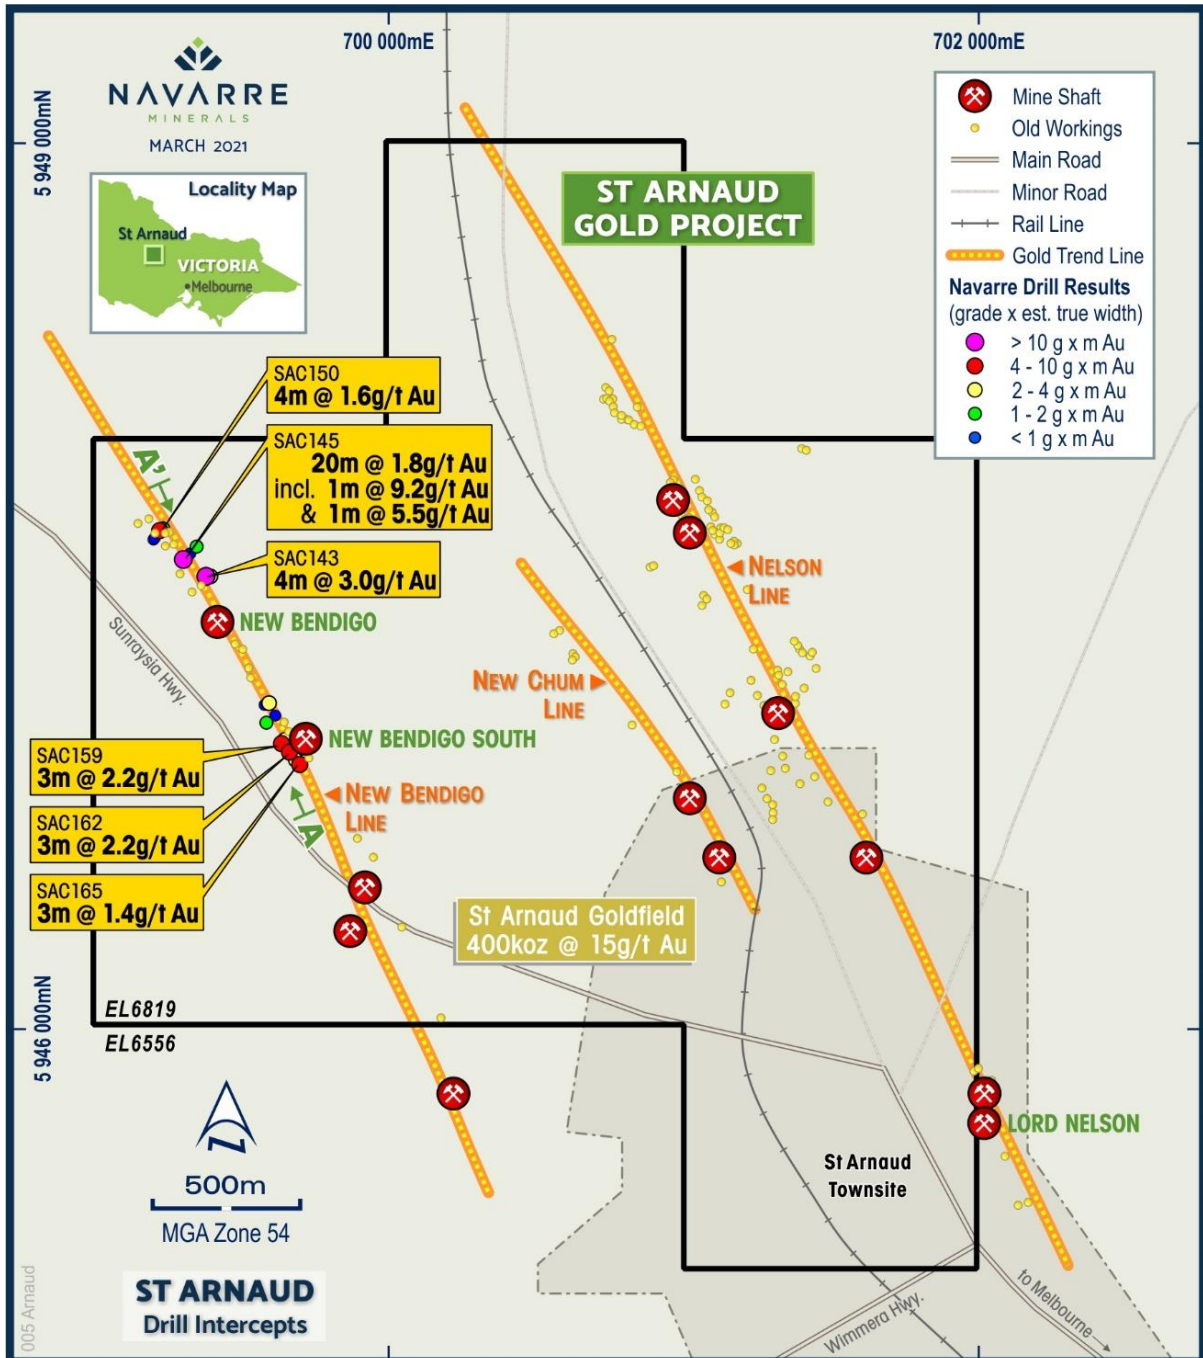 700 000mE
702 000mE
5 949 000mN
NAVARRE
MINERALS
MARCH 2021
Locality Map
St Arnaud
VICTORIA
Melbourne
ST ARNAUD
GOLD PROJECT
Mine Shaft
Old Workings
Main Road
Minor Road
Rail Line
Gold Trend Line
Navarre Drill Results
(grade x est. true width)
> 10 g x m Au
4 - 10 g x m Au
2 - 4 g x m Au
1 - 2 g x m Au
< 1 g x m Au
SAC150
4m @ 1.6g/t Au
SAC145
20m @ 1.8g/t Au
incl. 1m @ 9.2g/t Au
& 1m @ 5.5g/t Au
SAC143
4m @ 3.0g/t Au
A'
NEW BENDIGO
Sunraysia Hwy.
NELSON
LINE
NEW CHUM
LINE
NEW BENDIGO SOUTH
SAC159
3m @ 2.2g/t Au
SAC162
3m @ 2.2g/t Au
SAC165
3m @ 1.4g/t Au
NEW BENDIGO
LINE
A
St Arnaud Goldfield
400koz @ 15g/t Au
5 946 000mN
EL6819
EL6556
LORD NELSON
St Arnaud
Townsite
N
500m
MGA Zone 54
ST ARNAUD
Drill Intercepts
Wimmera Hwy.
to Melbourne
005 Arnaud